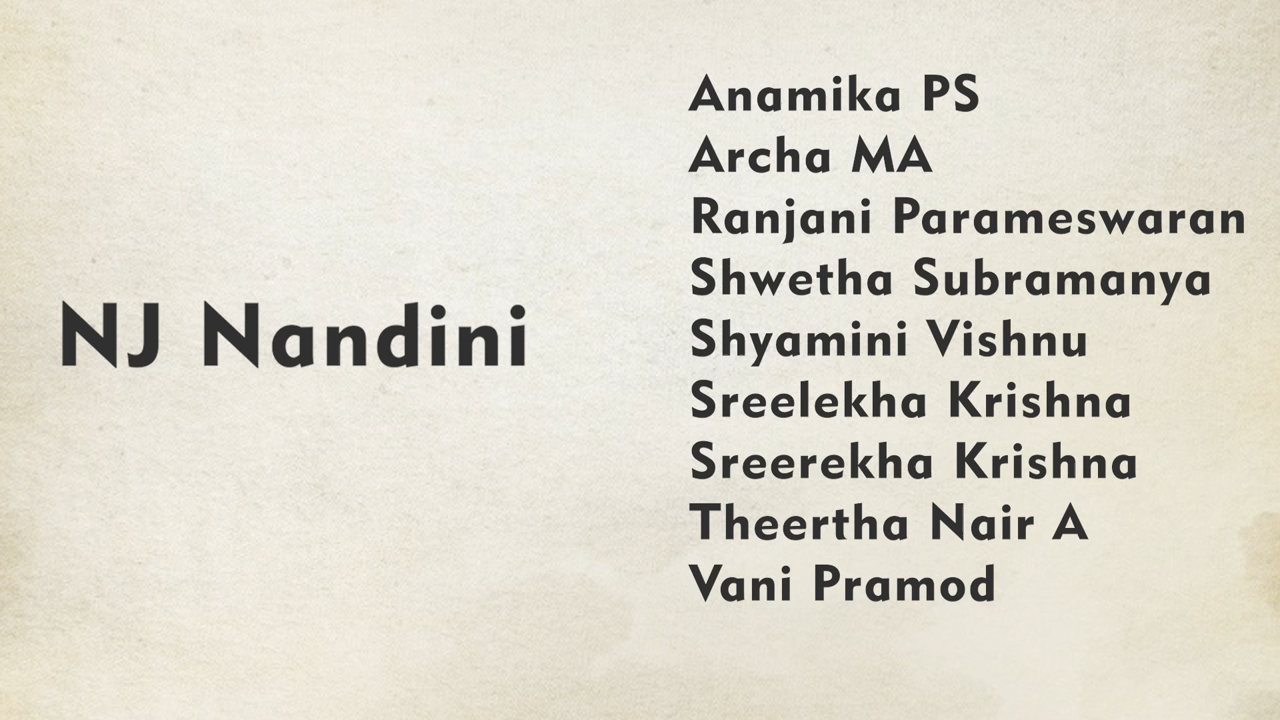 NJ Nandini
Anamika PS
Archa MA
Ranjani Parameswaran
Shwetha Subramanya
Shyamini Vishnu
Sreelekha Krishna
Sreerekha Krishna
Theertha Nair A
Vani Pramod